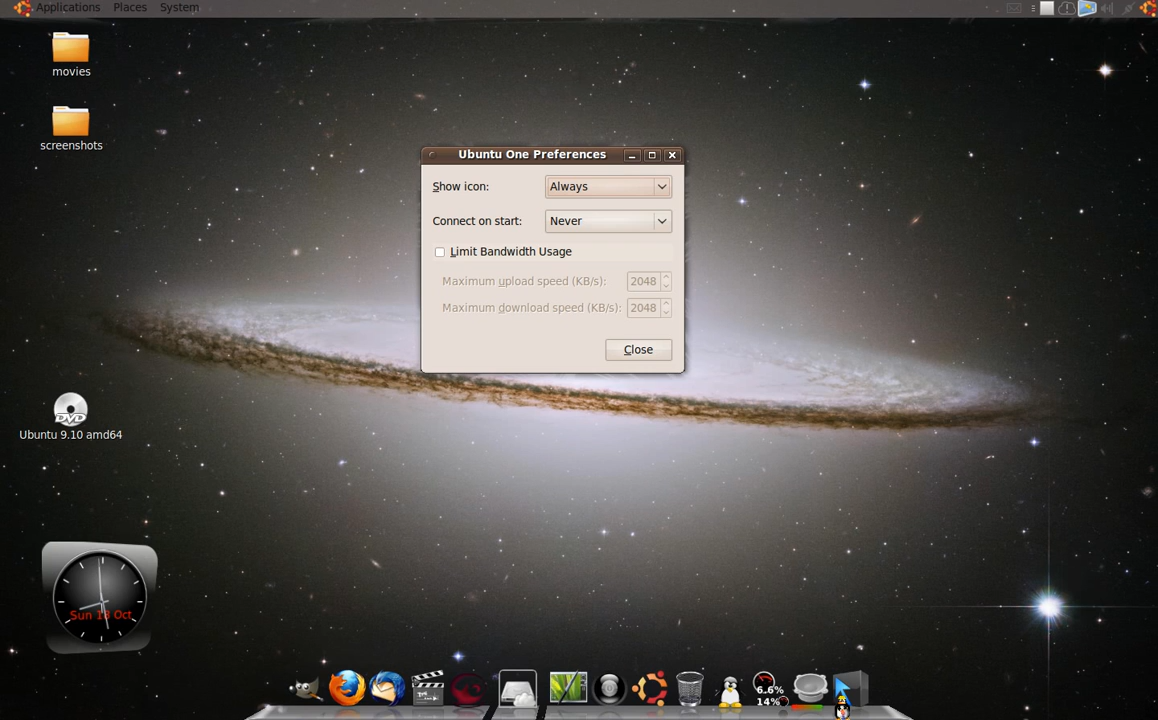 Applications Places System
movies
screenshots
Ubuntu One Preferences
Show icon: Always
Connect on start: Never
Limit Bandwidth Usage
Maximum upload speed (KB/s): 2048
Maximum download speed (KB/s): 2048
Close
DVD
Ubuntu 9.10 amd64
Sun 18 Oct
6.6%
14%